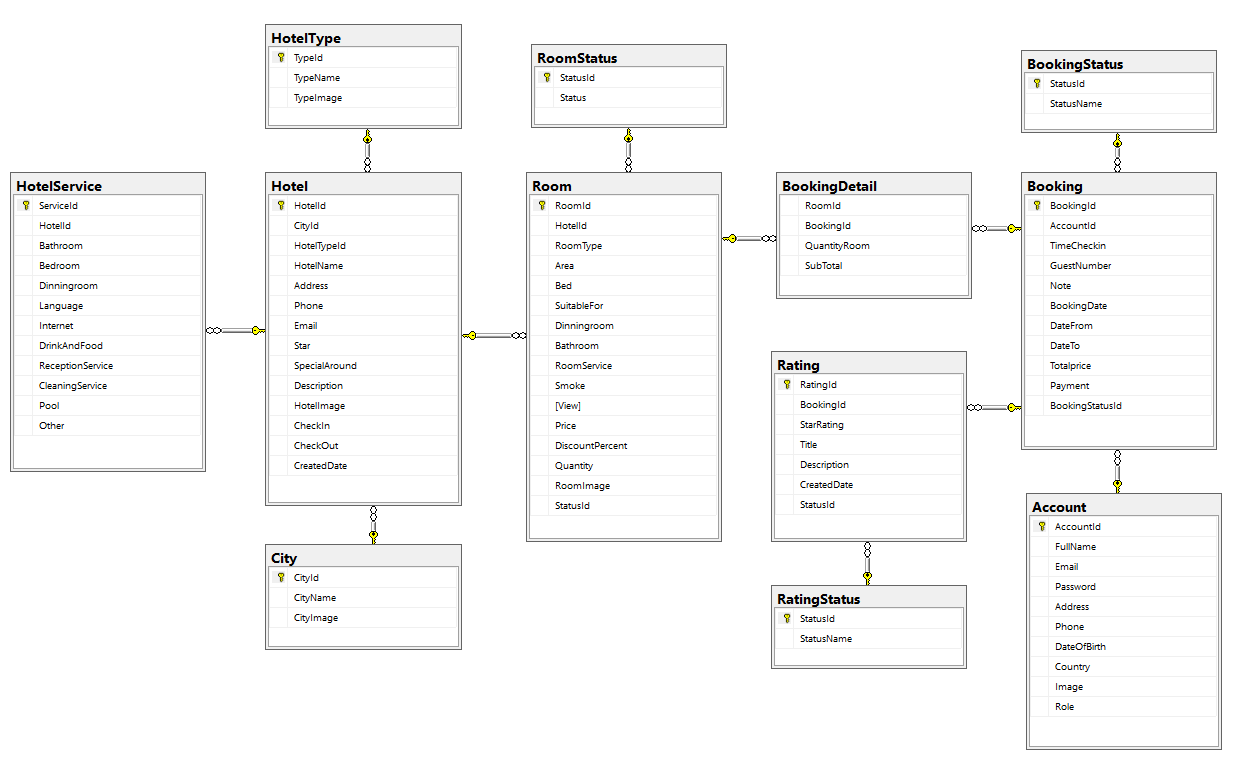 HotelType
TypeId
TypeName
TypeImage
RoomStatus
StatusId
Status
BookingStatus
StatusId
StatusName
HotelService
ServiceId
HotelId
Bathroom
Bedroom
Dinningroom
Language
Internet
DrinkAndFood
ReceptionService
CleaningService
Pool
Other
Hotel
HotelId
CityId
HotelTypeId
HotelName
Address
Phone
Email
Star
SpecialAround
Description
HotelImage
CheckIn
CheckOut
CreatedDate
Room
RoomId
HotelId
RoomType
Area
Bed
SuitableFor
Dinningroom
Bathroom
RoomService
Smoke
[View]
Price
DiscountPercent
Quantity
RoomImage
StatusId
BookingDetail
RoomId
BookingId
QuantityRoom
SubTotal
Booking
BookingId
AccountId
TimeCheckin
GuestNumber
Note
BookingDate
DateFrom
DateTo
Totalprice
Payment
BookingStatusId
Rating
RatingId
BookingId
StarRating
Title
Description
CreatedDate
StatusId
City
CityId
CityName
CityImage
RatingStatus
StatusId
StatusName
Account
AccountId
FullName
Email
Password
Address
Phone
DateOfBirth
Country
Image
Role